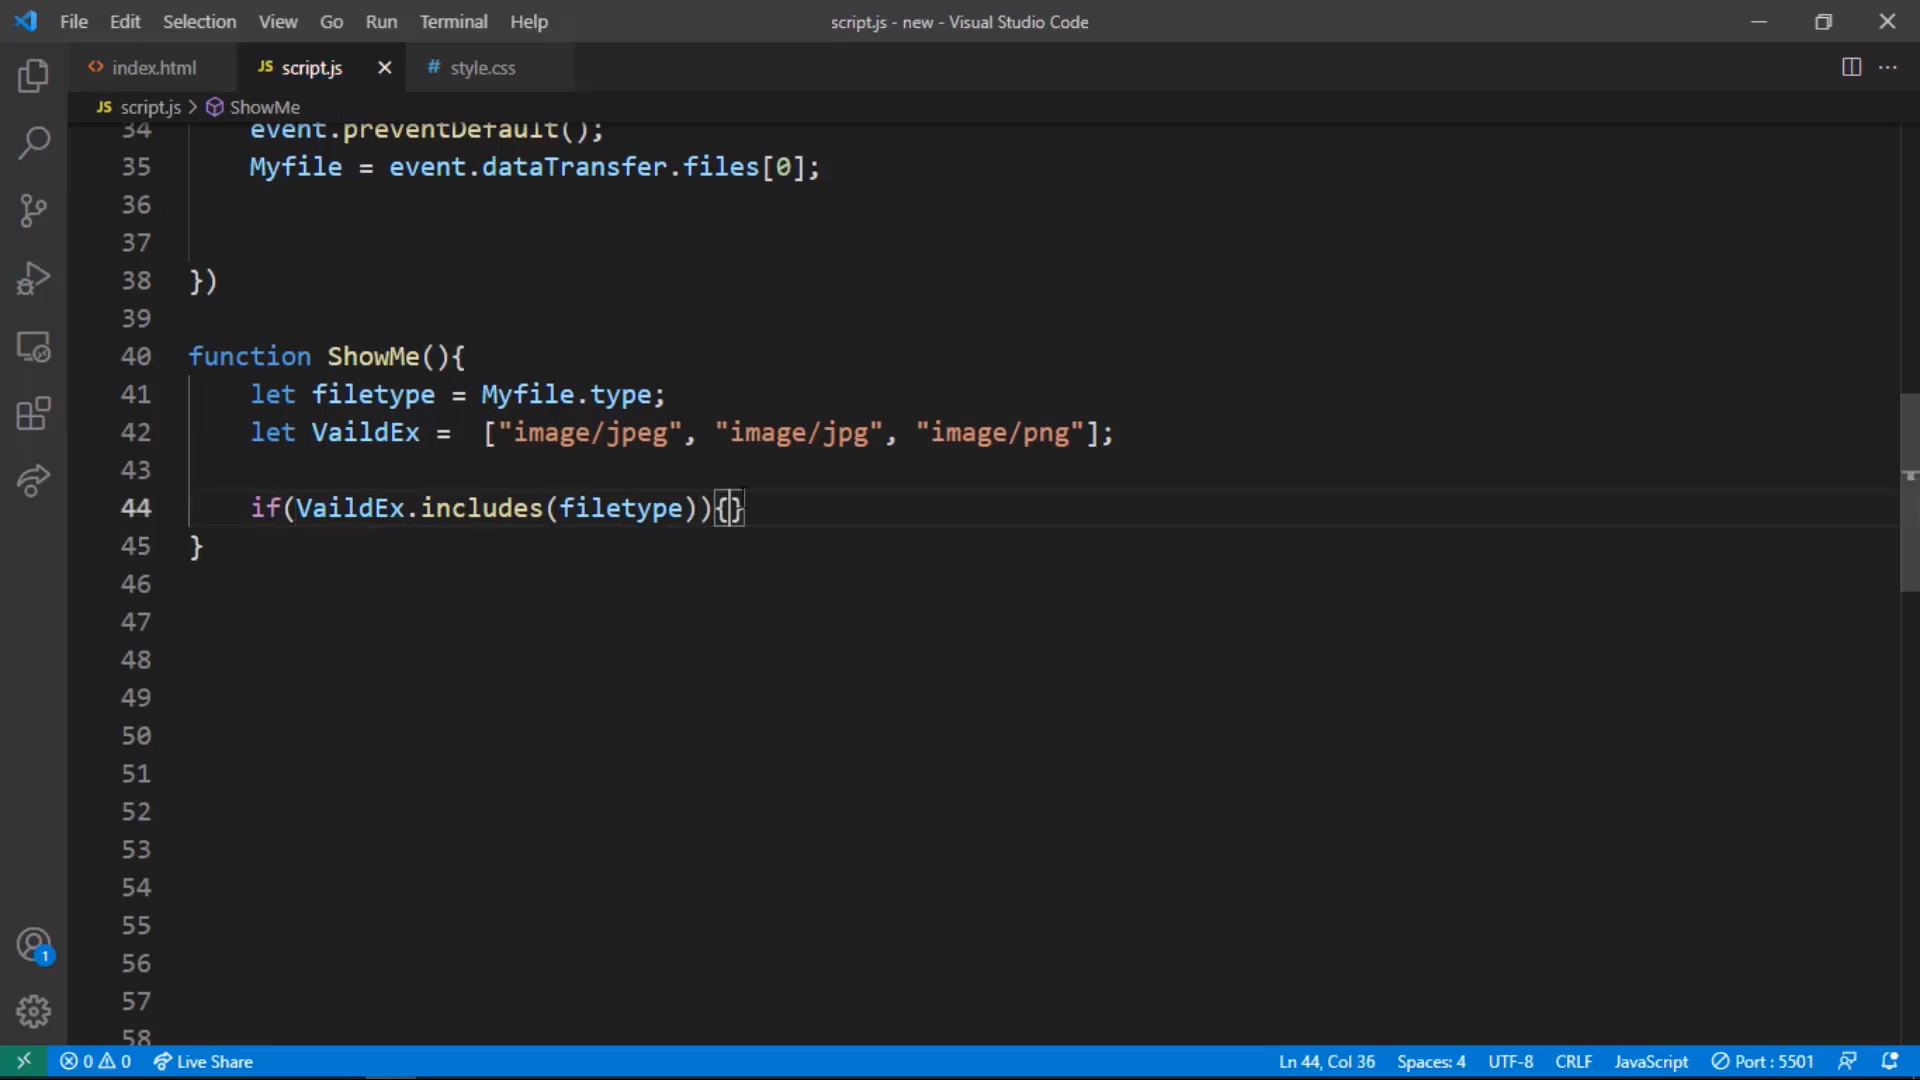 File Edit Selection View Go Run Terminal Help script.js - new - Visual Studio Code
<> index.html JS script.js # style.css
JS script.js > ShowMe
34 event.preventDefault();
35 Myfile = event.dataTransfer.files[0];
36
37
38 })
39
40 function ShowMe(){
41 let filetype = Myfile.type;
42 let VaildEx =  ["image/jpeg", "image/jpg", "image/png"];
43
44 if(VaildEx.includes(filetype)){}
45 }
46
47
48
49
50
51
52
53
54
55
56
57
58
1
0 0 Live Share Ln 44, Col 36 Spaces: 4 UTF-8 CRLF JavaScript Port : 5501